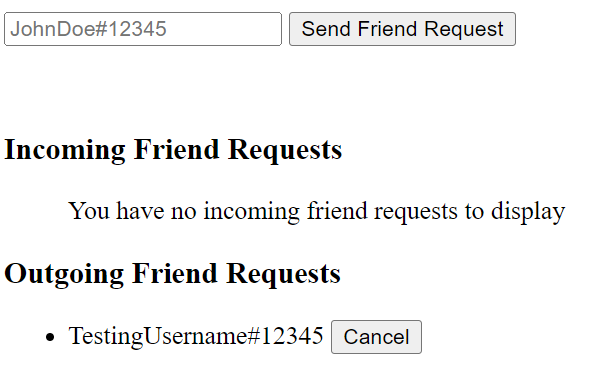 JohnDoe#12345 Send Friend Request
Incoming Friend Requests
You have no incoming friend requests to display
Outgoing Friend Requests
TestingUsername#12345 Cancel